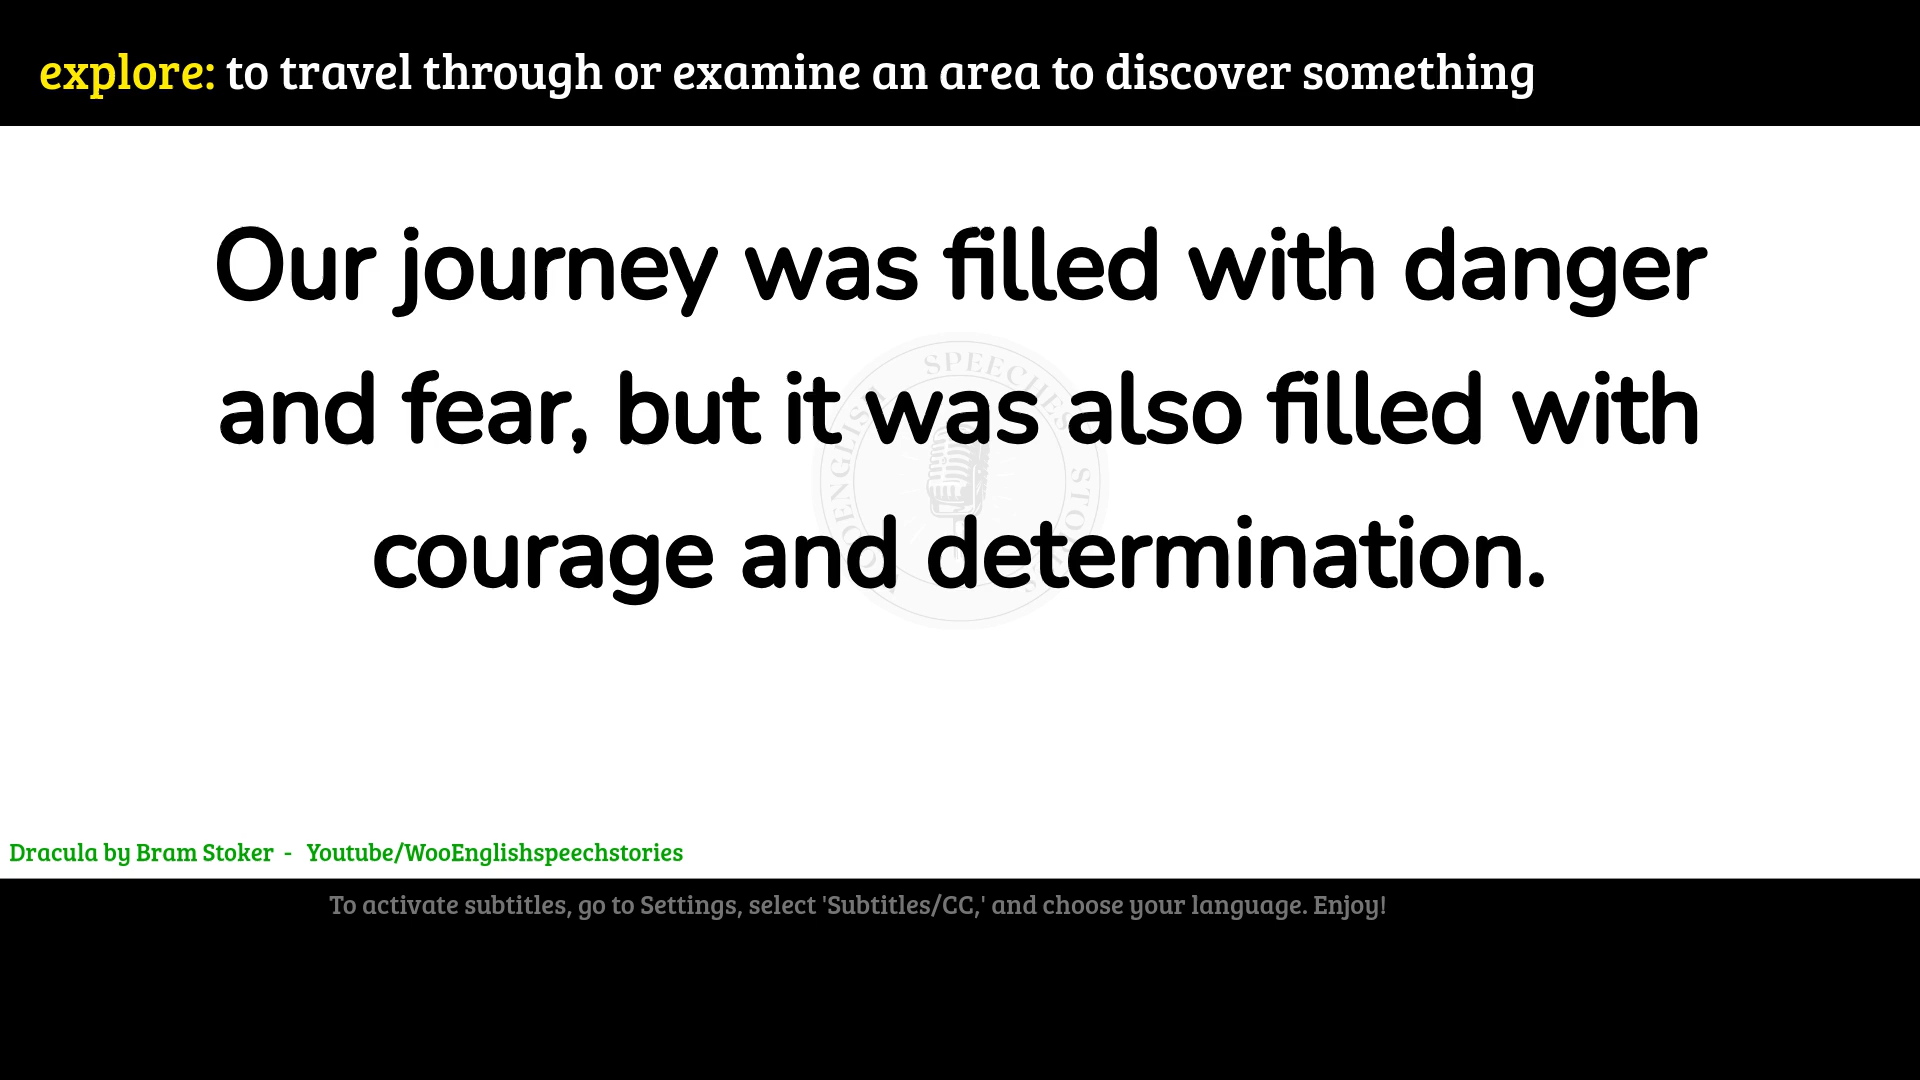 explore: to travel through or examine an area to discover something
Our journey was filled with danger
and fear, but it was also filled with
courage and determination.
Dracula by Bram Stoker - Youtube/WooEnglishspeechstories
To activate subtitles, go to Settings, select 'Subtitles/CC,' and choose your language. Enjoy!